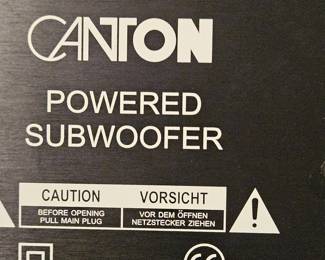 CANTON
POWERED
SUBWOOFER
CAUTION VORSICHT
BEFORE OPENING VOR DEM ÖFFNEN
PULL MAIN PLUG NETZSTECKER ZIEHEN